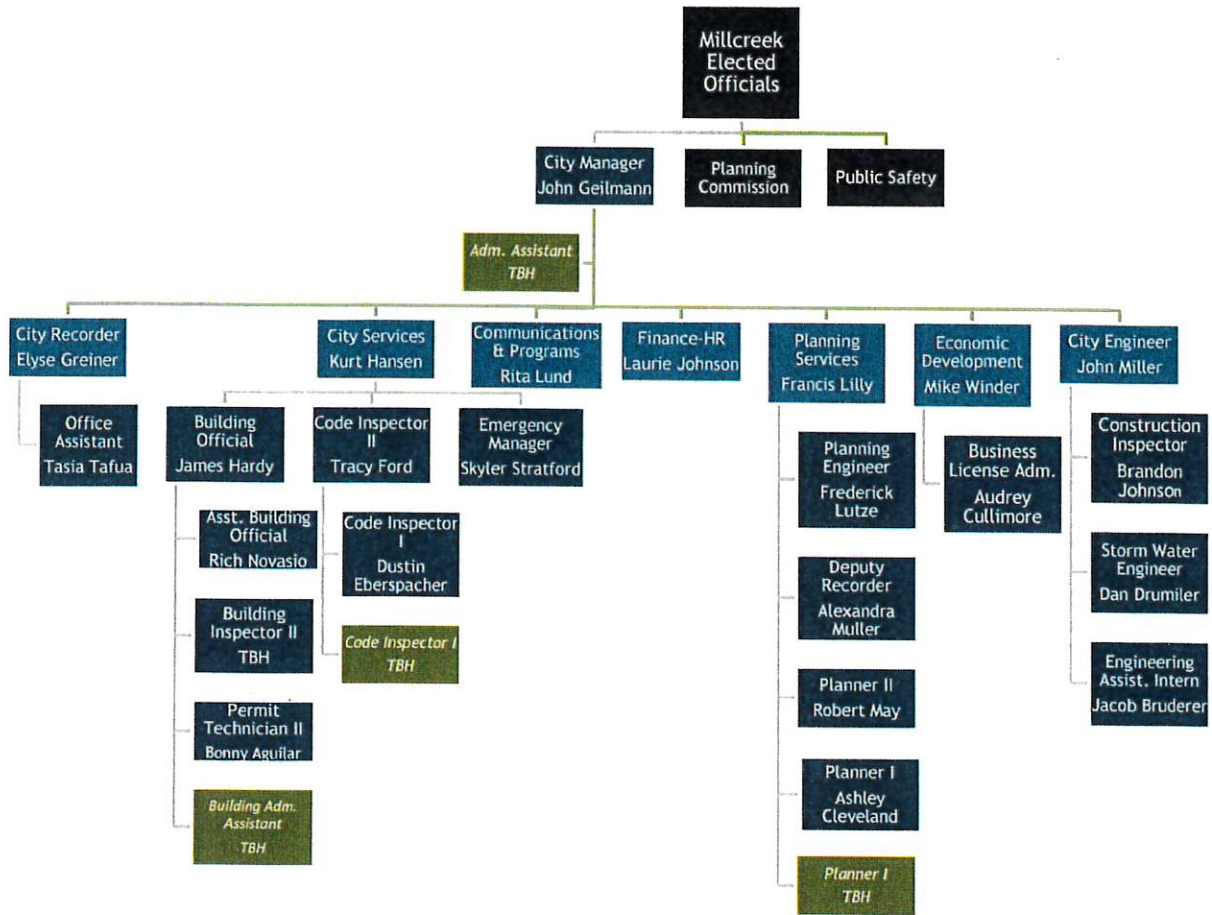 Millcreek
Elected
Officials
City Manager
John Geilmann
Planning
Commission
Public Safety
Adm. Assistant
TBH
City Recorder
Elyse Greiner
City Services
Kurt Hansen
Communications
& Programs
Rita Lund
Finance-HR
Laurie Johnson
Planning
Services
Francis Lilly
Economic
Development
Mike Winder
City Engineer
John Miller
Office
Assistant
Tasia Tafua
Building
Official
James Hardy
Code Inspector
II
Tracy Ford
Emergency
Manager
Skyler Stratford
Asst. Building
Official
Rich Novasio
Building
Inspector II
TBH
Permit
Technician II
Bonny Aguilar
Building Adm.
Assistant
TBH
Code Inspector
I
Dustin
Eberspacher
Code Inspector I
TBH
Planning
Engineer
Frederick
Lutze
Deputy
Recorder
Alexandra
Muller
Planner II
Robert May
Planner I
Ashley
Cleveland
Planner I
TBH
Business
License Adm.
Audrey
Cullimore
Construction
Inspector
Brandon
Johnson
Storm Water
Engineer
Dan Drumiler
Engineering
Assist. Intern
Jacob Bruderer